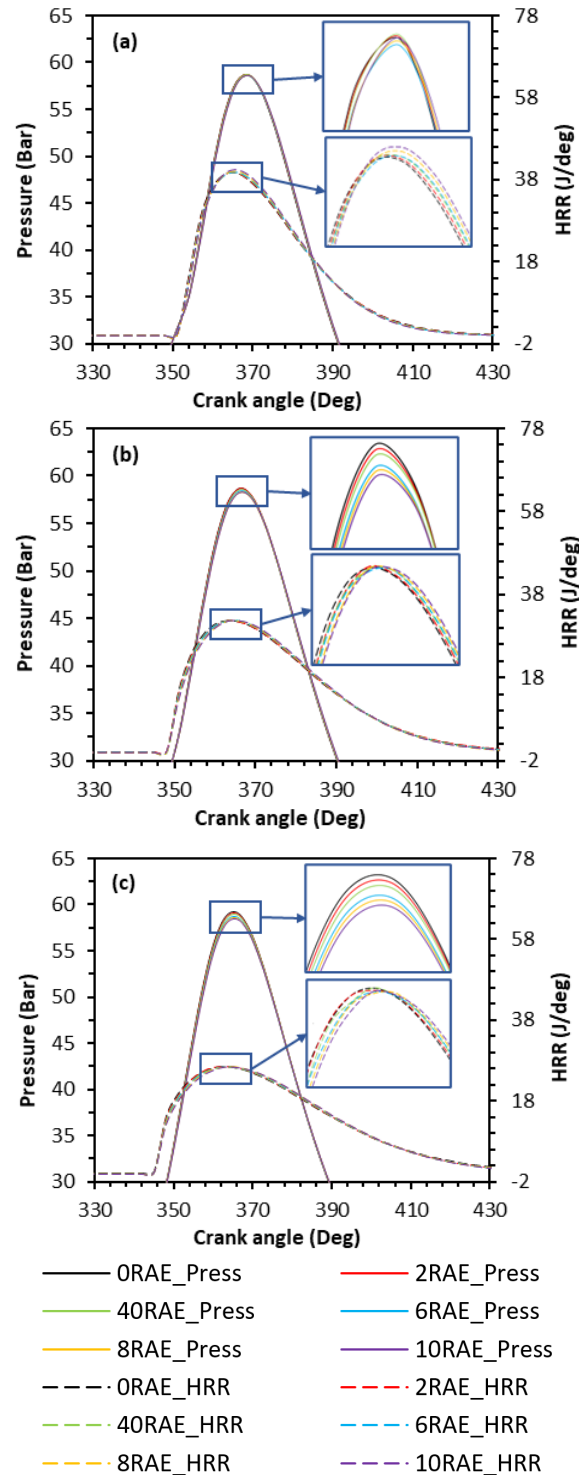 (a)
65
60
55
50
45
40
35
30
Pressure (Bar)
78
58
38
18
-2
HRR (J/deg)
330 350 370 390 410 430
Crank angle (Deg)
(b)
65
60
55
50
45
40
35
30
Pressure (Bar)
78
58
38
18
-2
HRR (J/deg)
330 350 370 390 410 430
Crank angle (Deg)
(c)
65
60
55
50
45
40
35
30
Pressure (Bar)
78
58
38
18
-2
HRR (J/deg)
330 350 370 390 410 430
Crank angle (Deg)
0RAE_Press 2RAE_Press
40RAE_Press 6RAE_Press
8RAE_Press 10RAE_Press
0RAE_HRR 2RAE_HRR
40RAE_HRR 6RAE_HRR
8RAE_HRR 10RAE_HRR